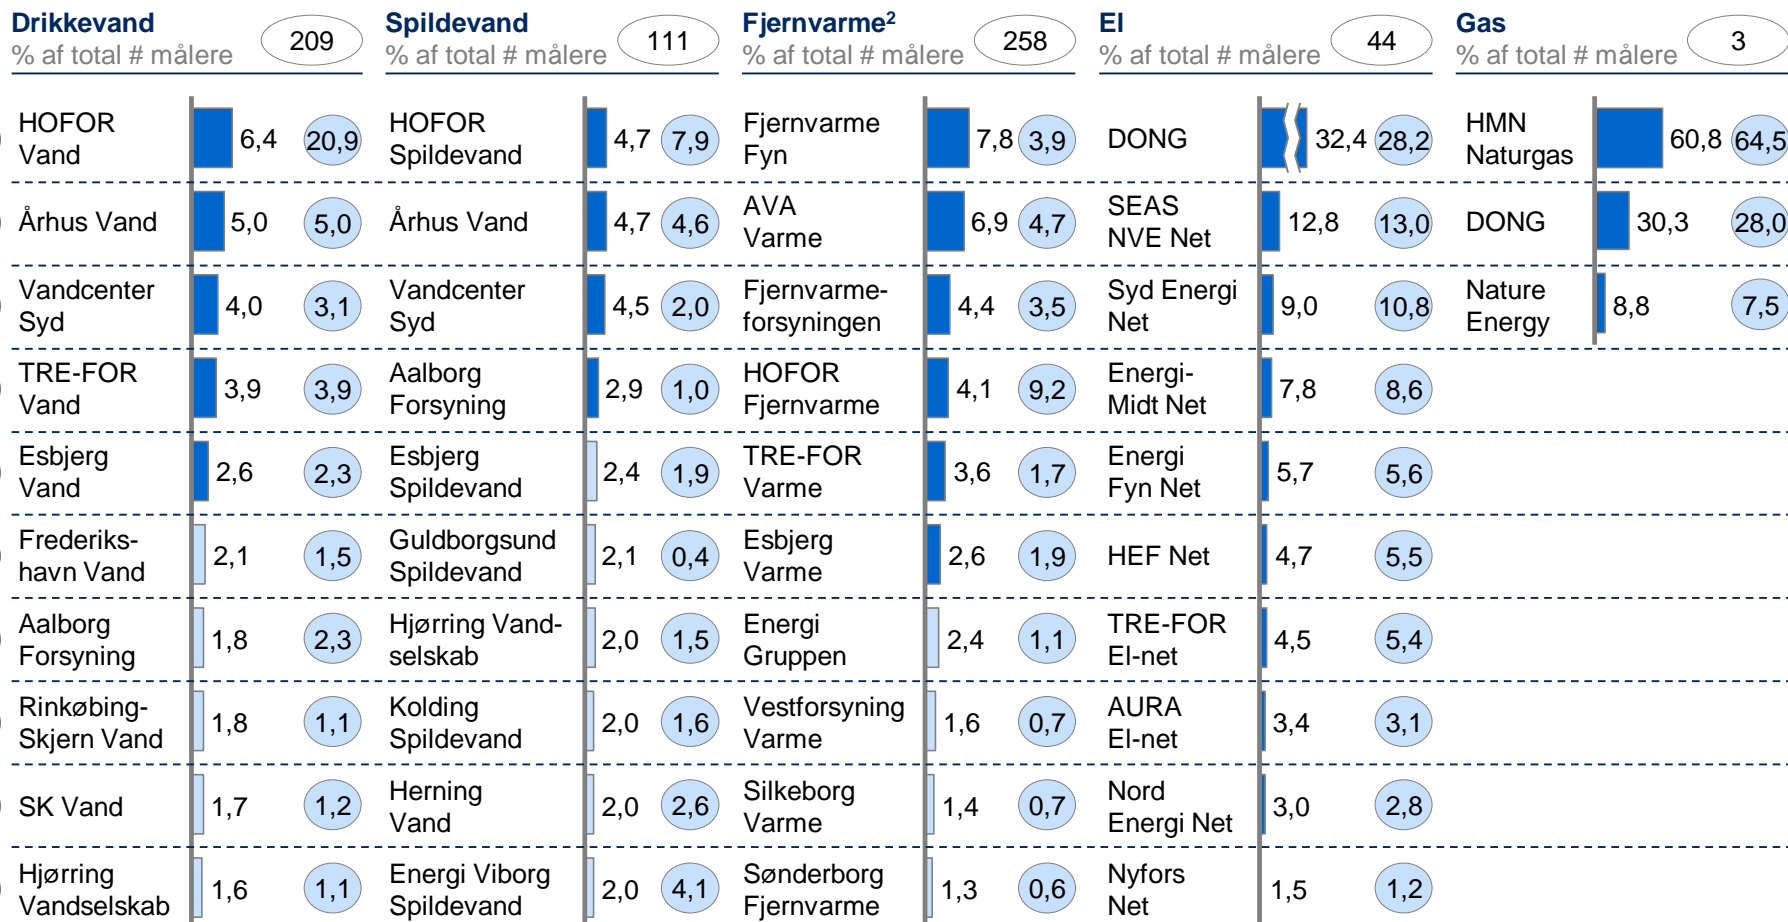 Drikkevand
% af total # målere
209
Spildevand
% af total # målere
111
Fjernvarme2
% af total # målere
258
El
% af total # målere
44
Gas
% af total # målere
3
HOFOR
Vand
6,4 20,9
HOFOR
Spildevand
4,7 7,9
Fjernvarme
Fyn
7,8 3,9
DONG
32,4 28,2
HMN
Naturgas
60,8 64,5
Århus Vand
5,0 5,0
Århus Vand
4,7 4,6
AVA
Varme
6,9 4,7
SEAS
NVE Net
12,8 13,0
DONG
30,3 28,0
Vandcenter
Syd
4,0 3,1
Vandcenter
Syd
4,5 2,0
Fjernvarme-
forsyningen
4,4 3,5
Syd Energi
Net
9,0 10,8
Nature
Energy
8,8 7,5
TRE-FOR
Vand
3,9 3,9
Aalborg
Forsyning
2,9 1,0
HOFOR
Fjernvarme
4,1 9,2
Energi-
Midt Net
7,8 8,6
Esbjerg
Vand
2,6 2,3
Esbjerg
Spildevand
2,4 1,9
TRE-FOR
Varme
3,6 1,7
Energi
Fyn Net
5,7 5,6
Frederiks-
havn Vand
2,1 1,5
Guldborgsund
Spildevand
2,1 0,4
Esbjerg
Varme
2,6 1,9
HEF Net
4,7 5,5
Aalborg
Forsyning
1,8 2,3
Hjørring Vand-
selskab
2,0 1,5
Energi
Gruppen
2,4 1,1
TRE-FOR
El-net
4,5 5,4
Rinkøbing-
Skjern Vand
1,8 1,1
Kolding
Spildevand
2,0 1,6
Vestforsyning
Varme
1,6 0,7
AURA
El-net
3,4 3,1
SK Vand
1,7 1,2
Herning
Vand
2,0 2,6
Silkeborg
Varme
1,4 0,7
Nord
Energi Net
3,0 2,8
Hjørring
Vandselskab
1,6 1,1
Energi Viborg
Spildevand
2,0 4,1
Sønderborg
Fjernvarme
1,3 0,6
Nyfors
Net
1,5 1,2